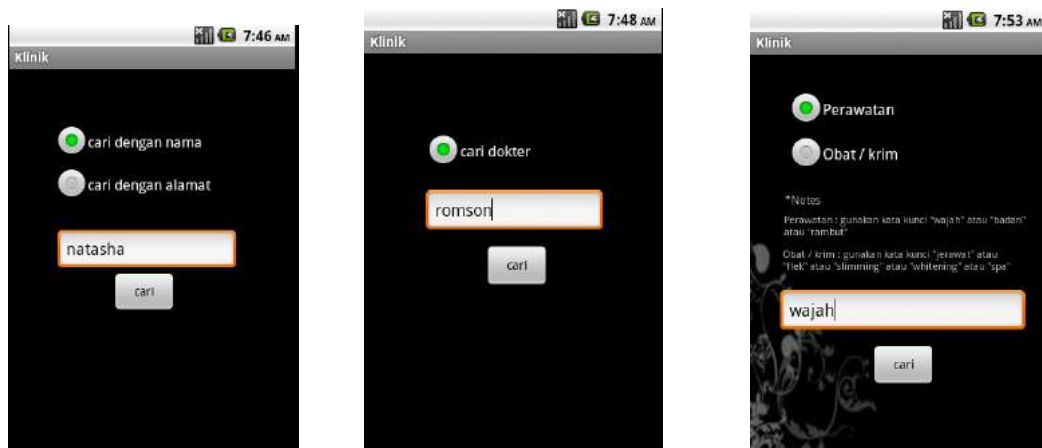 7:46 AM
Klinik
cari dengan nama
cari dengan alamat
natasha
cari
7:48 AM
Klinik
cari dokter
romson
cari
7:53 AM
Klinik
Perawatan
Obat / krim
*Notes
Perawatan : gunakan kata kunci "wajah" atau "badan"
atau "rambut"
Obat / krim : gunakan kata kunci "jerawat" atau
"flek" atau "slimming" atau "whitening" atau "spa"
wajah
cari